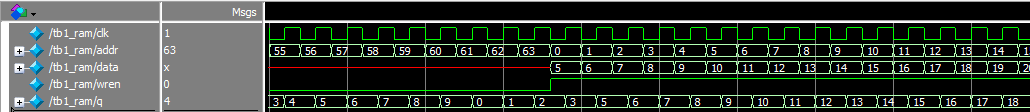 Msgs
/tb1_ram/clk 1
/tb1_ram/addr 63 55 56 57 58 59 60 61 62 63 0 1 2 3 4 5 6 7 8 9 10 11 12 13 14
/tb1_ram/data x 5 6 7 8 9 10 11 12 13 14 15 16 17 18 19
/tb1_ram/wren 0
/tb1_ram/q 4 3 4 5 6 7 8 9 0 1 2 3 5 6 7 8 9 10 11 12 13 14 15 16 17 18